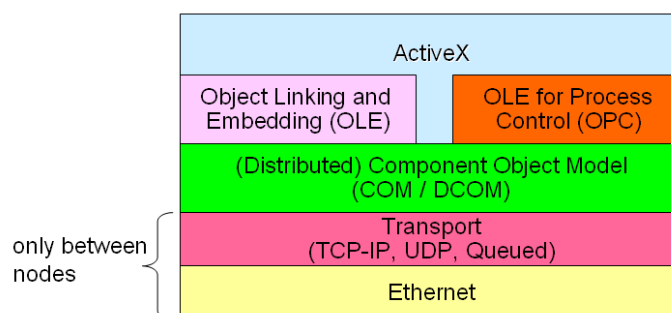 ActiveX
Object Linking and
Embedding (OLE)
OLE for Process
Control (OPC)
(Distributed) Component Object Model
(COM / DCOM)
only between
nodes
Transport
(TCP-IP, UDP, Queued)
Ethernet